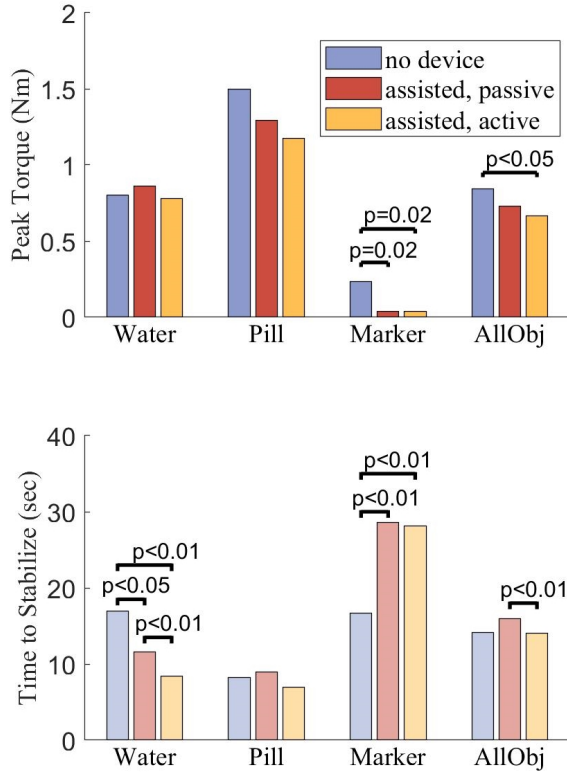 2
1.5
1
0.5
0
Peak Torque (Nm)
no device
assisted, passive
assisted, active
p<0.05
p=0.02
p=0.02
Water Pill Marker AllObj
40
30
20
10
0
Time to Stabilize (sec)
p<0.01
p<0.05
p<0.01
p<0.01
p<0.01
p<0.01
Water Pill Marker AllObj